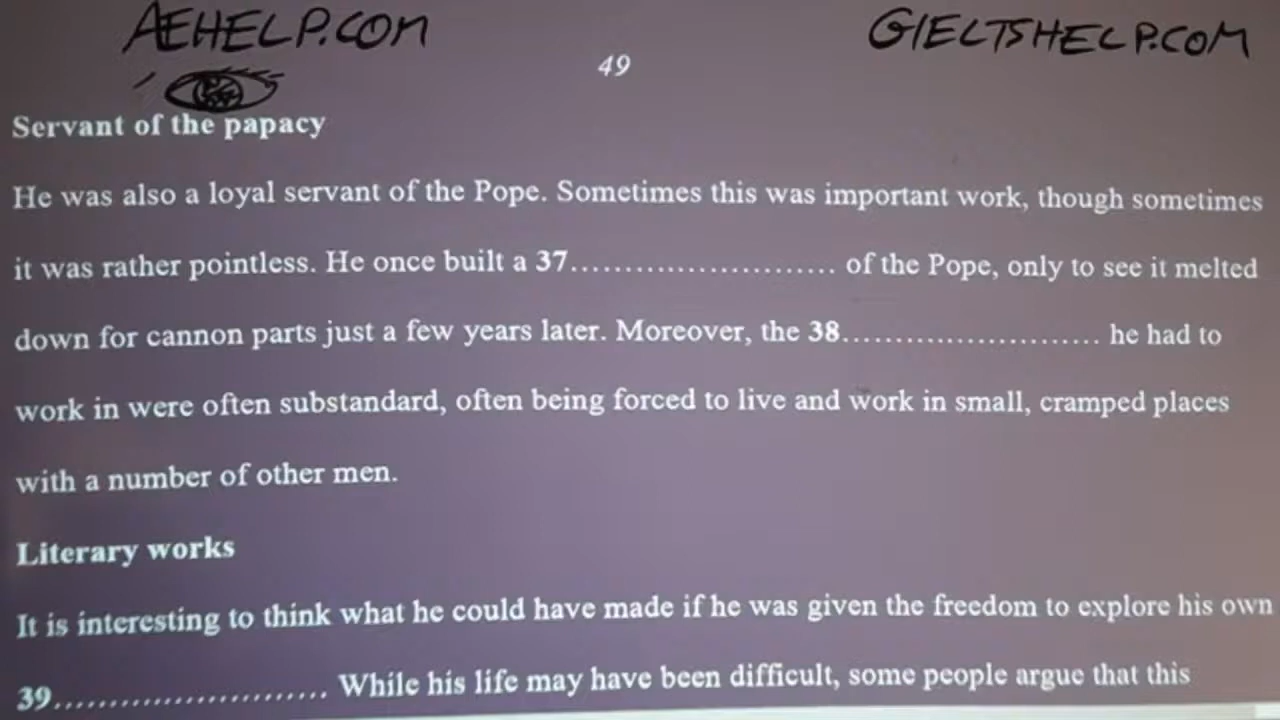 AEHELP.COM
GIELTSHELP.COM
49
Servant of the papacy
He was also a loyal servant of the Pope. Sometimes this was important work, though sometimes
it was rather pointless. He once built a 37........................ of the Pope, only to see it melted
down for cannon parts just a few years later. Moreover, the 38........................ he had to
work in were often substandard, often being forced to live and work in small, cramped places
with a number of other men.
Literary works
It is interesting to think what he could have made if he was given the freedom to explore his own
39......................... While his life may have been difficult, some people argue that this